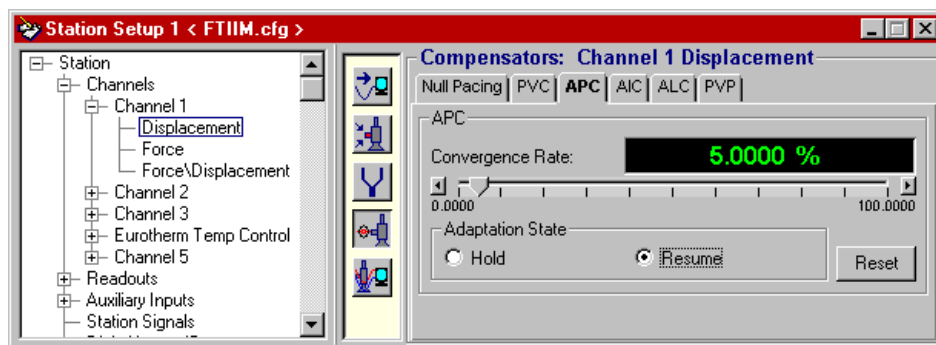 Station Setup 1 < FTIIM.cfg >
Station
Channels
Channel 1
Displacement
Force
Force\Displacement
Channel 2
Channel 3
Eurotherm Temp Control
Channel 5
Readouts
Auxiliary Inputs
Station Signals
Compensators: Channel 1 Displacement
Null Pacing PVC APC AIC ALC PVP
APC
Convergence Rate: 5.0000 %
0.0000 100.0000
Adaptation State
Hold Resume
Reset